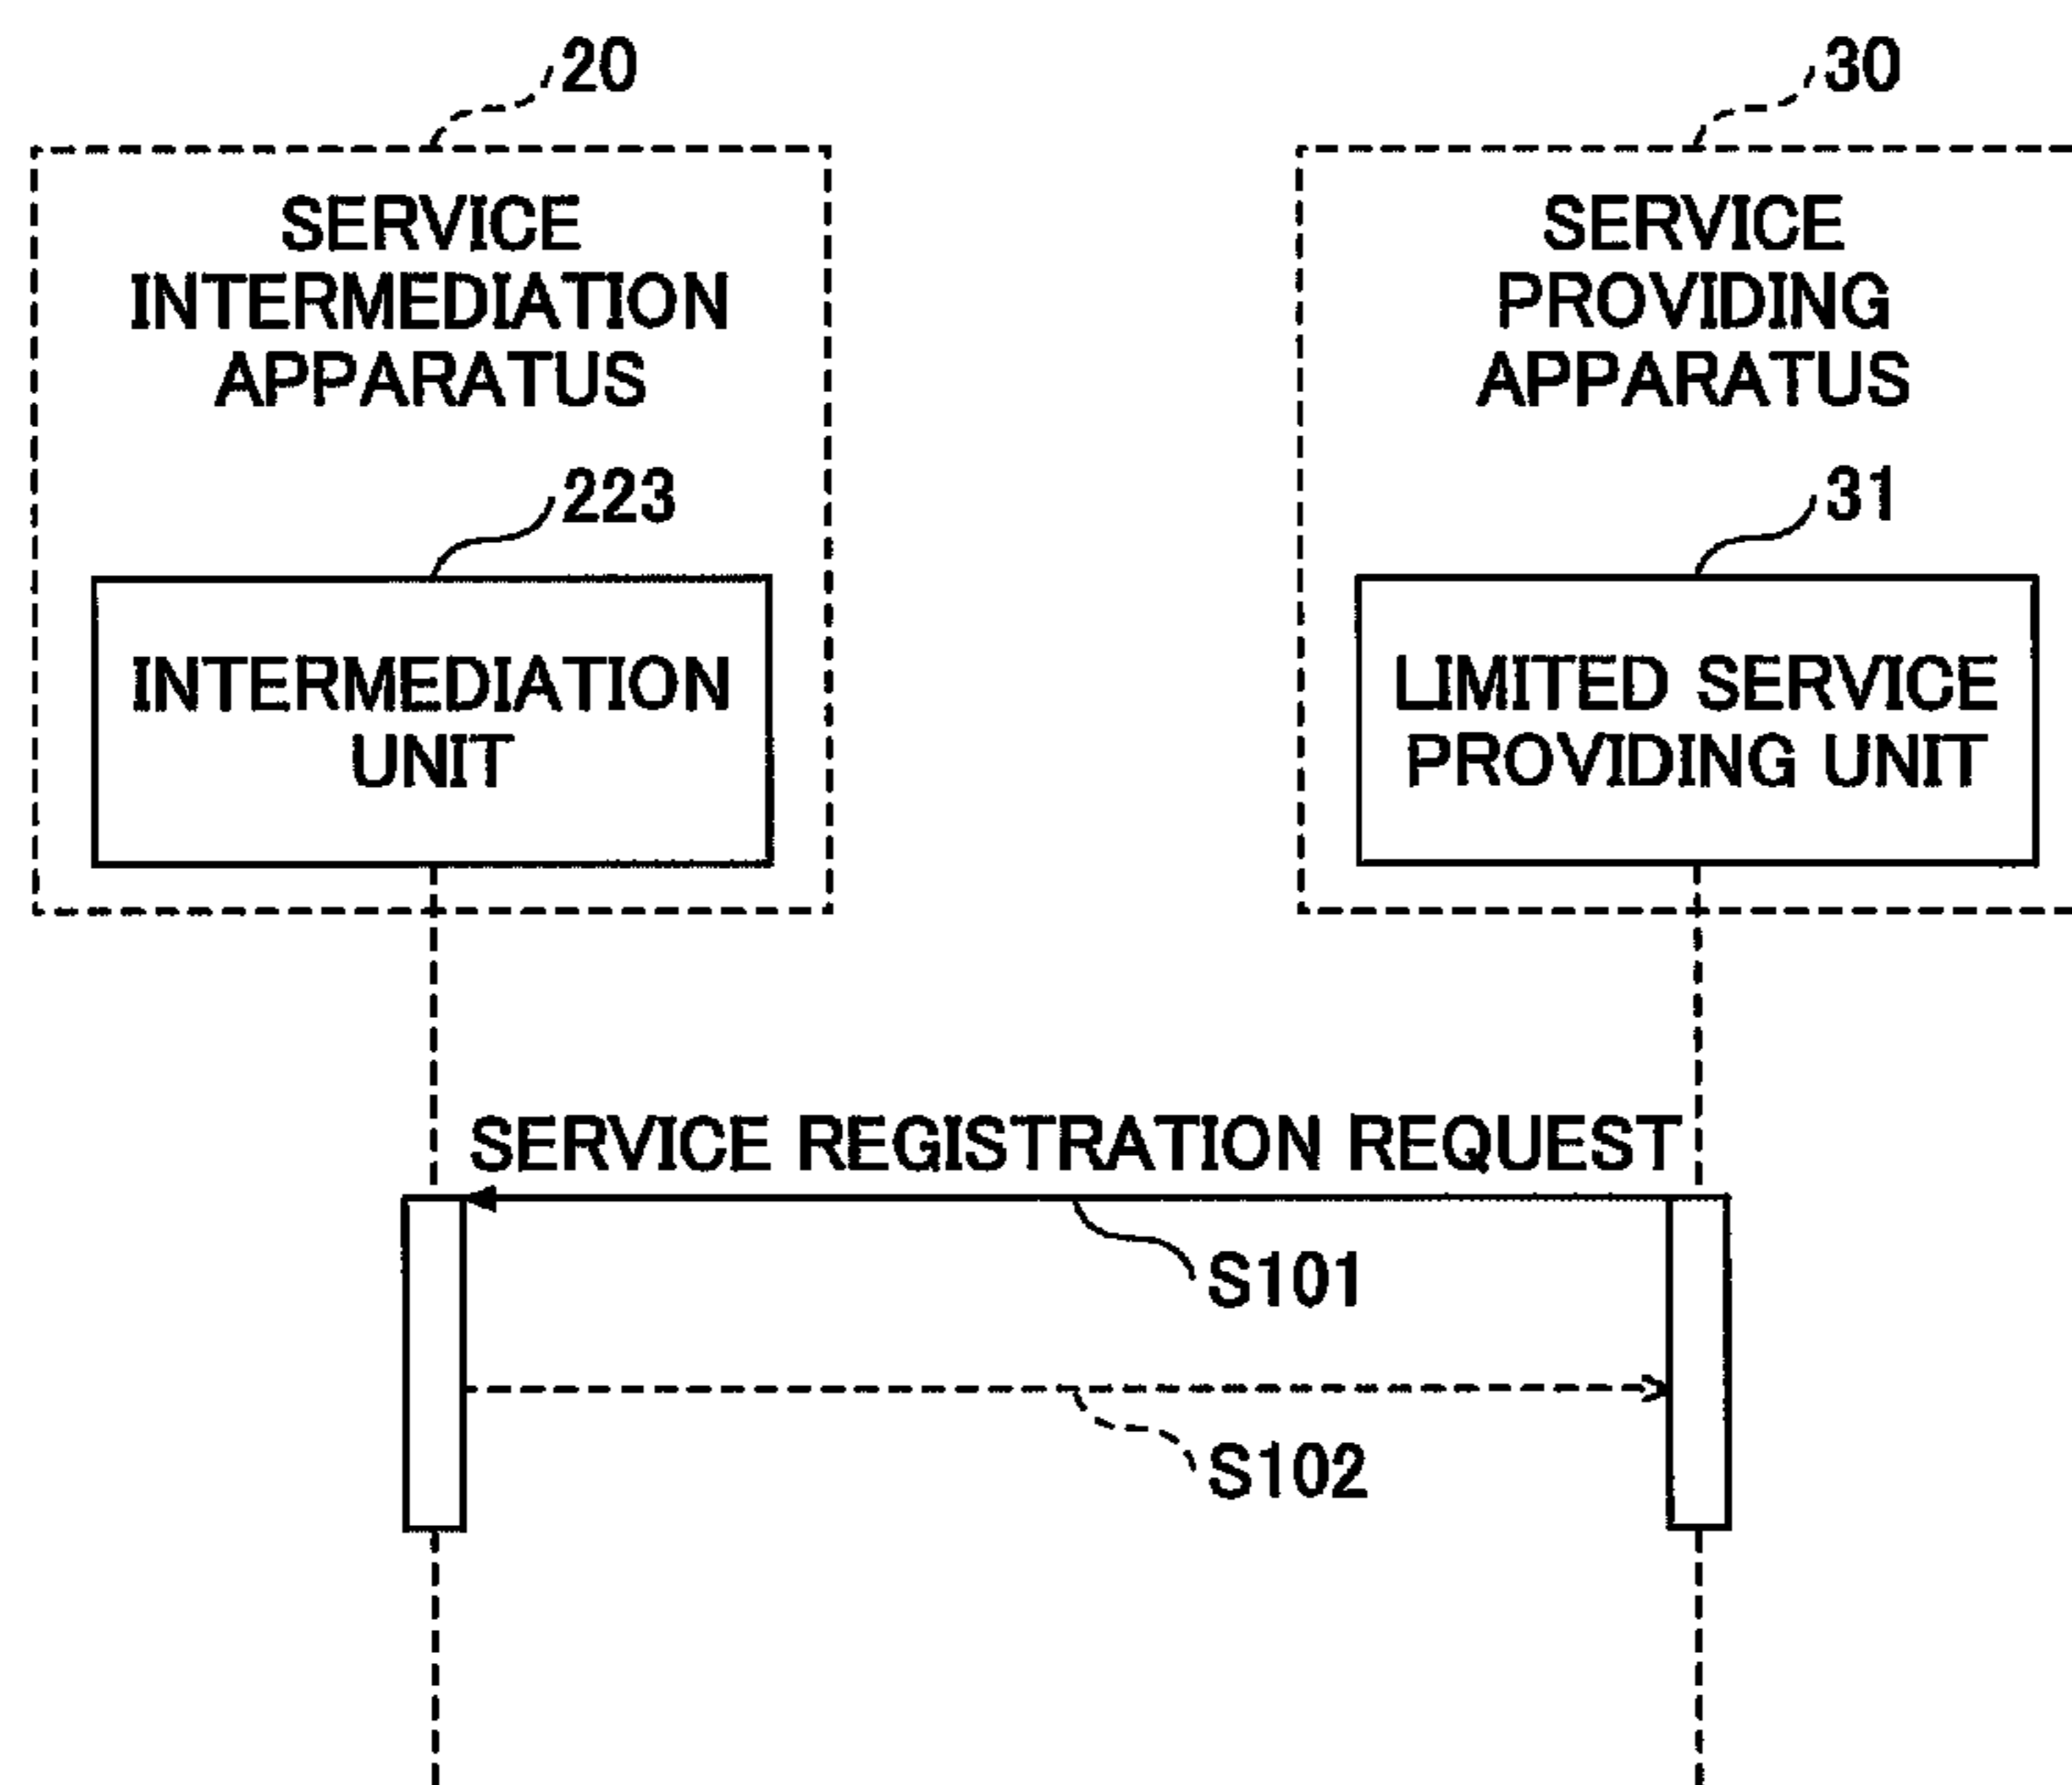 20
SERVICE
INTERMEDIATION
APPARATUS
223
INTERMEDIATION
UNIT
30
SERVICE
PROVIDING
APPARATUS
31
LIMITED SERVICE
PROVIDING UNIT
SERVICE REGISTRATION REQUEST
S101
S102